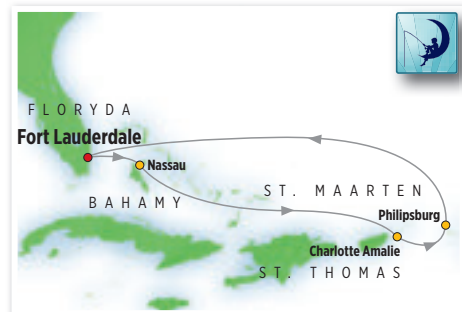 FLORYDA
Fort Lauderdale
Nassau
BAHAMY
ST. MAARTEN
Philipsburg
Charlotte Amalie
ST. THOMAS